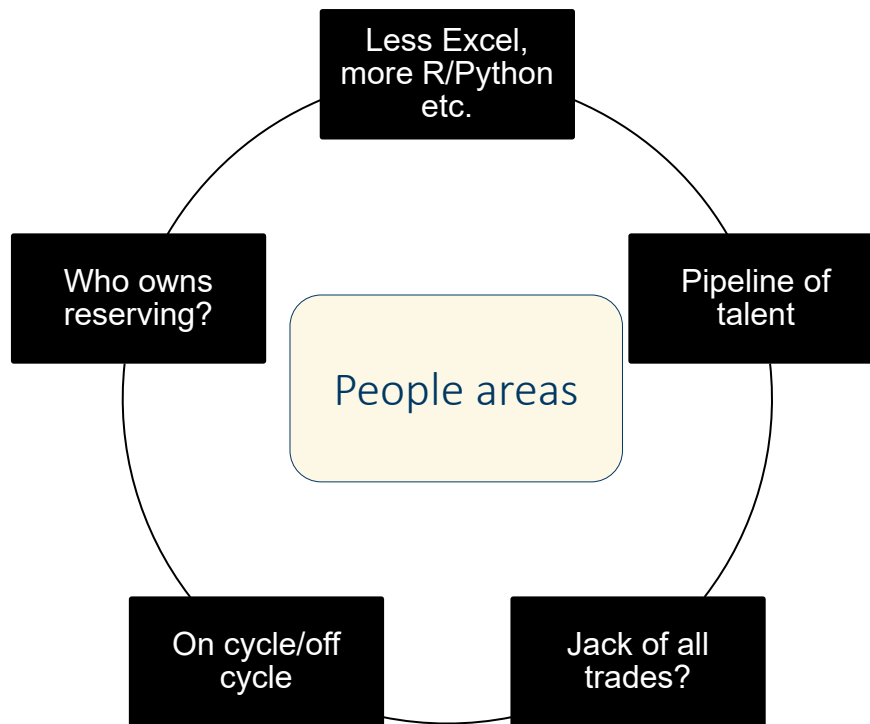 Less Excel,
more R/Python
etc.
Who owns
reserving?
Pipeline of
talent
People areas
On cycle/off
cycle
Jack of all
trades?